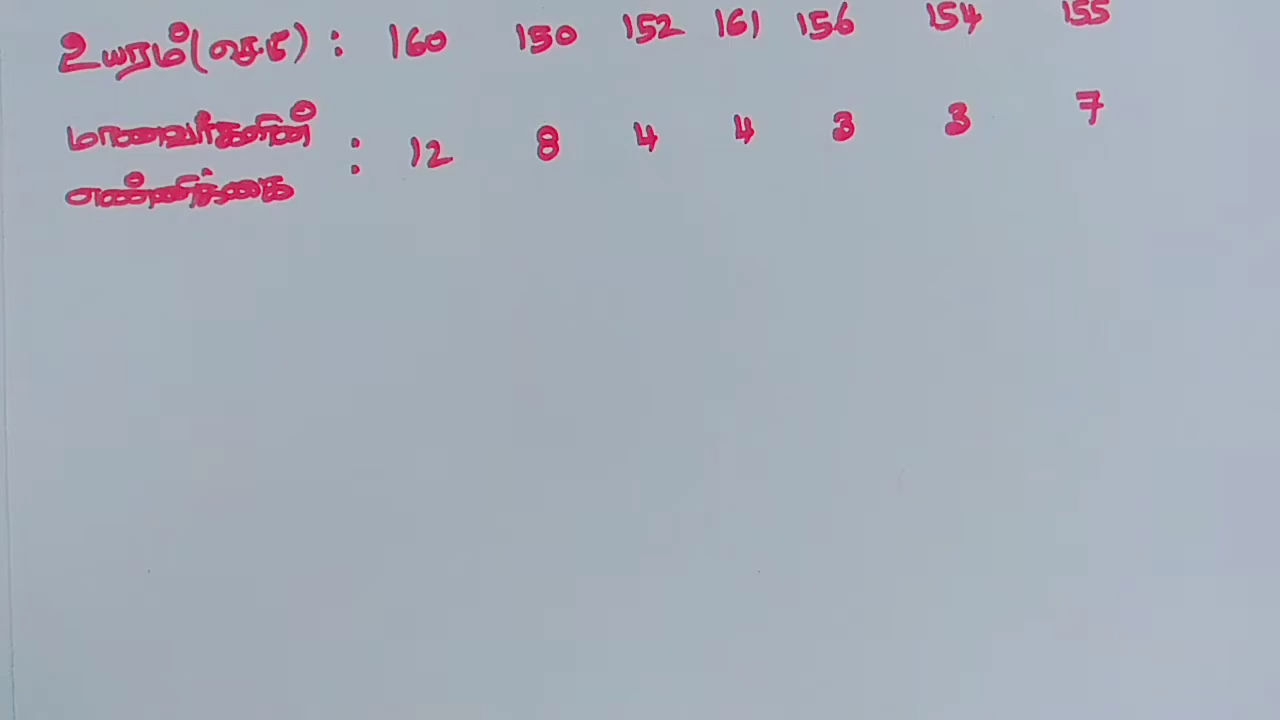 உயரம்(செ.மீ) : 160 150 152 161 156 154 155
மாணவர்களின்
எண்ணிக்கை : 12 8 4 4 3 3 7